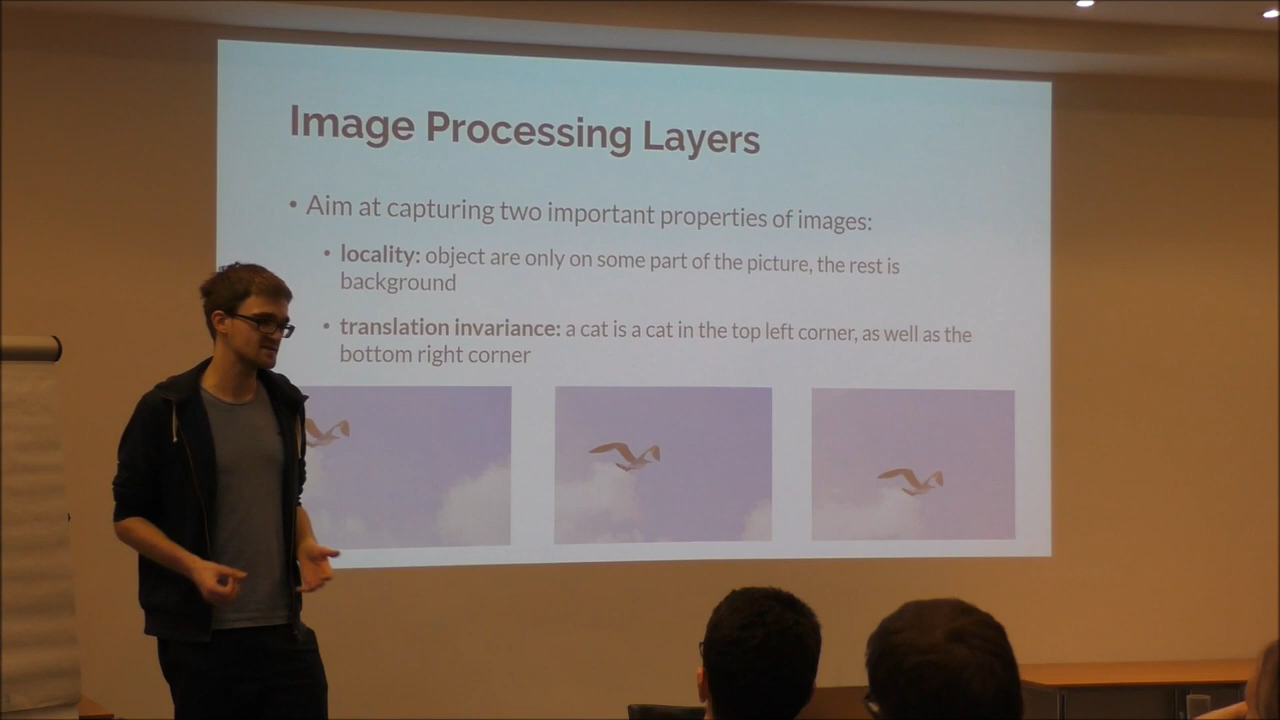 Image Processing Layers
• Aim at capturing two important properties of images:
• locality: object are only on some part of the picture, the rest is
background
• translation invariance: a cat is a cat in the top left corner, as well as the
bottom right corner